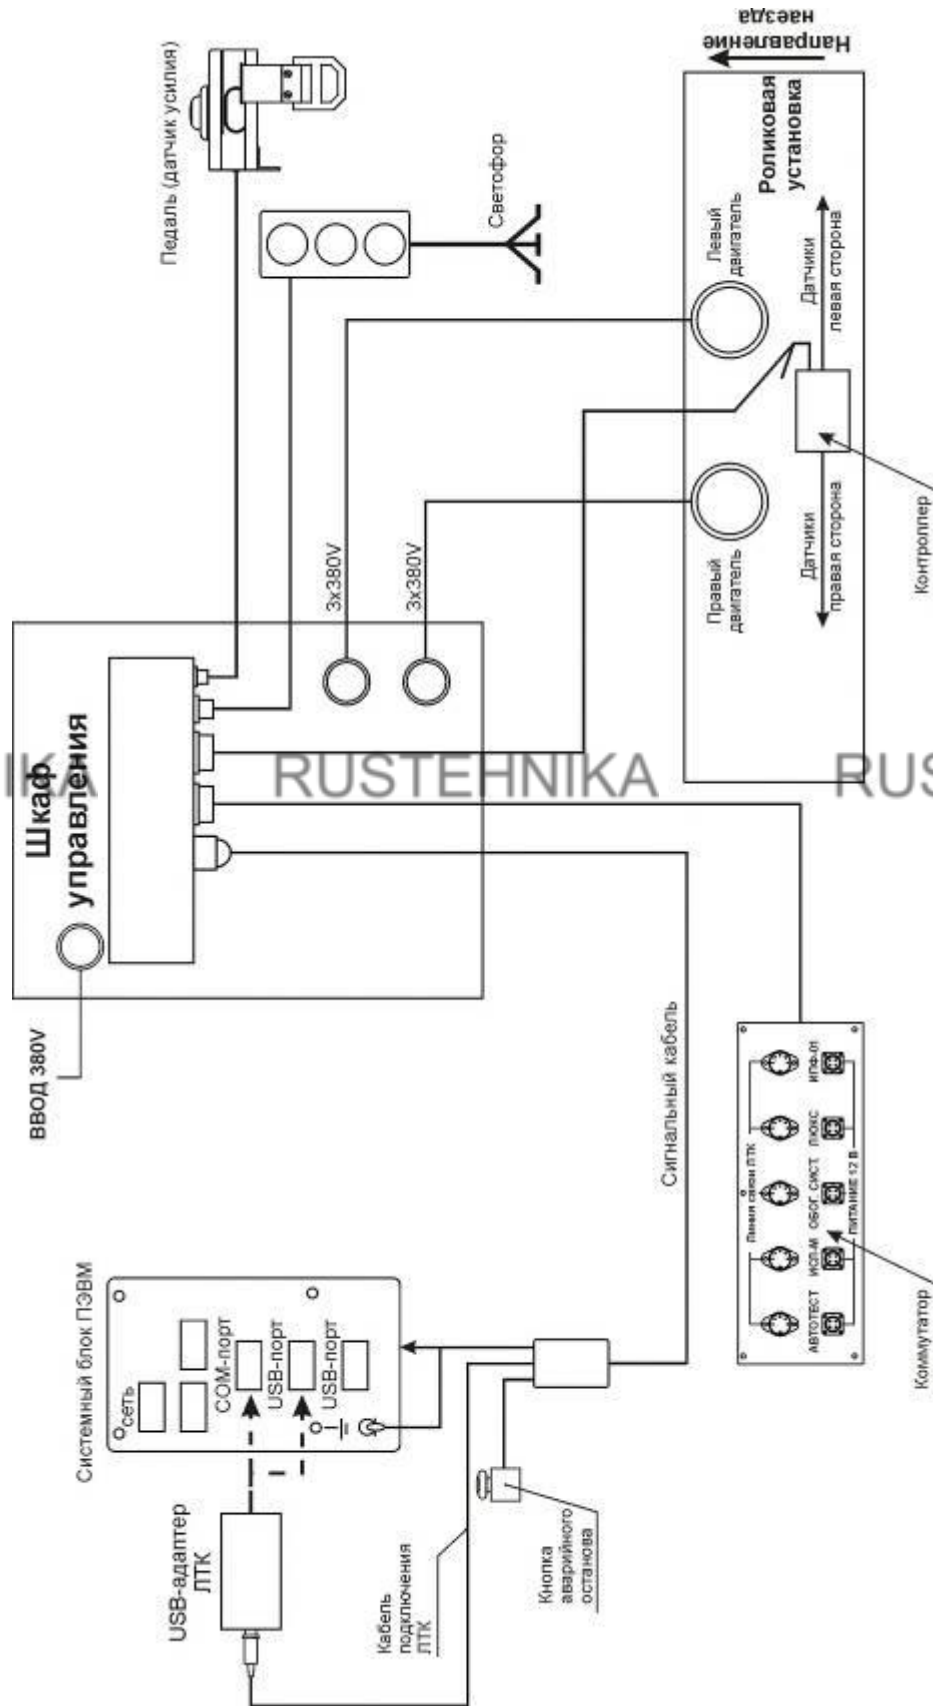 Направление
наезда
Педаль (датчик усилия)
Светофор
Роликовая
установка
Левый
двигатель
Датчики
левая сторона
Правый
двигатель
Датчики
правая сторона
Контроллер
3x380V
3x380V
Шкаф
управления
ВВОД 380V
RUSTEHNIKA
Сигнальный кабель
Линия связи ЛТК
АВТОТЕСТ
ИСП-М
ОБОГ. СИСТ.
ЛЮКС
ИПФ-01
ПИТАНИЕ 12 В
Коммутатор
Системный блок ПЭВМ
сеть
COM-порт
USB-порт
USB-порт
USB-адаптер
ЛТК
Кабель
подключения
ЛТК
Кнопка
аварийного
останова